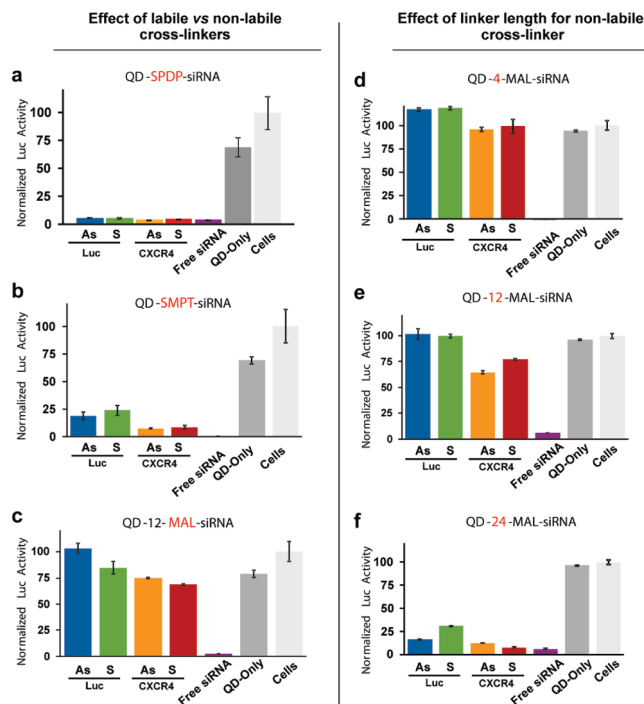 Effect of labile vs non-labile
cross-linkers
Effect of linker length for non-labile
cross-linker
a
QD-SPDP-siRNA
Normalized Luc Activity
100
75
50
25
0
As S As S
Luc CXCR4
Free siRNA
QD-Only
Cells
b
QD-SMPT-siRNA
Normalized Luc Activity
100
75
50
25
0
As S As S
Luc CXCR4
Free siRNA
QD-Only
Cells
c
QD-12-MAL-siRNA
Normalized Luc Activity
100
75
50
25
0
As S As S
Luc CXCR4
Free siRNA
QD-Only
Cells
d
QD-4-MAL-siRNA
Normalized Luc Activity
100
75
50
25
0
As S As S
Luc CXCR4
Free siRNA
QD-Only
Cells
e
QD-12-MAL-siRNA
Normalized Luc Activity
100
75
50
25
0
As S As S
Luc CXCR4
Free siRNA
QD-Only
Cells
f
QD-24-MAL-siRNA
Normalized Luc Activity
100
75
50
25
0
As S As S
Luc CXCR4
Free siRNA
QD-Only
Cells